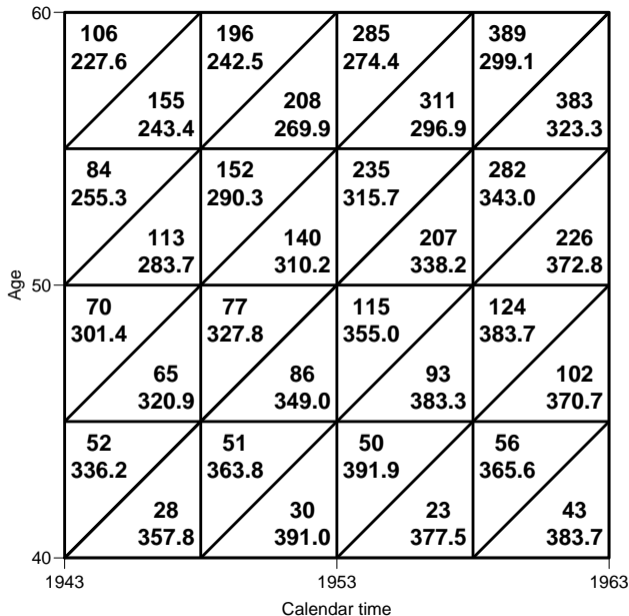 60
106 196 285 389
227.6 242.5 274.4 299.1
155 208 311 383
243.4 269.9 296.9 323.3
84 152 235 282
255.3 290.3 315.7 343.0
113 140 207 226
283.7 310.2 338.2 372.8
Age
50
70 77 115 124
301.4 327.8 355.0 383.7
65 86 93 102
320.9 349.0 383.3 370.7
52 51 50 56
336.2 363.8 391.9 365.6
28 30 23 43
357.8 391.0 377.5 383.7
40
1943 1953 1963
Calendar time